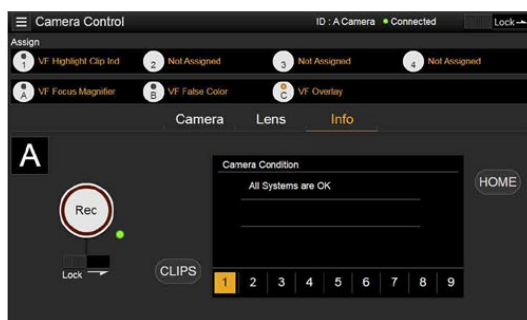 Camera Control
ID : A Camera Connected
Lock
Assign
1 VF Highlight Clip Ind
2 Not Assigned
3 Not Assigned
4 Not Assigned
A VF Focus Magnifier
B VF False Color
C VF Overlay
Camera Lens Info
A
Camera Condition
All Systems are OK
HOME
Rec
Lock
CLIPS
1 2 3 4 5 6 7 8 9